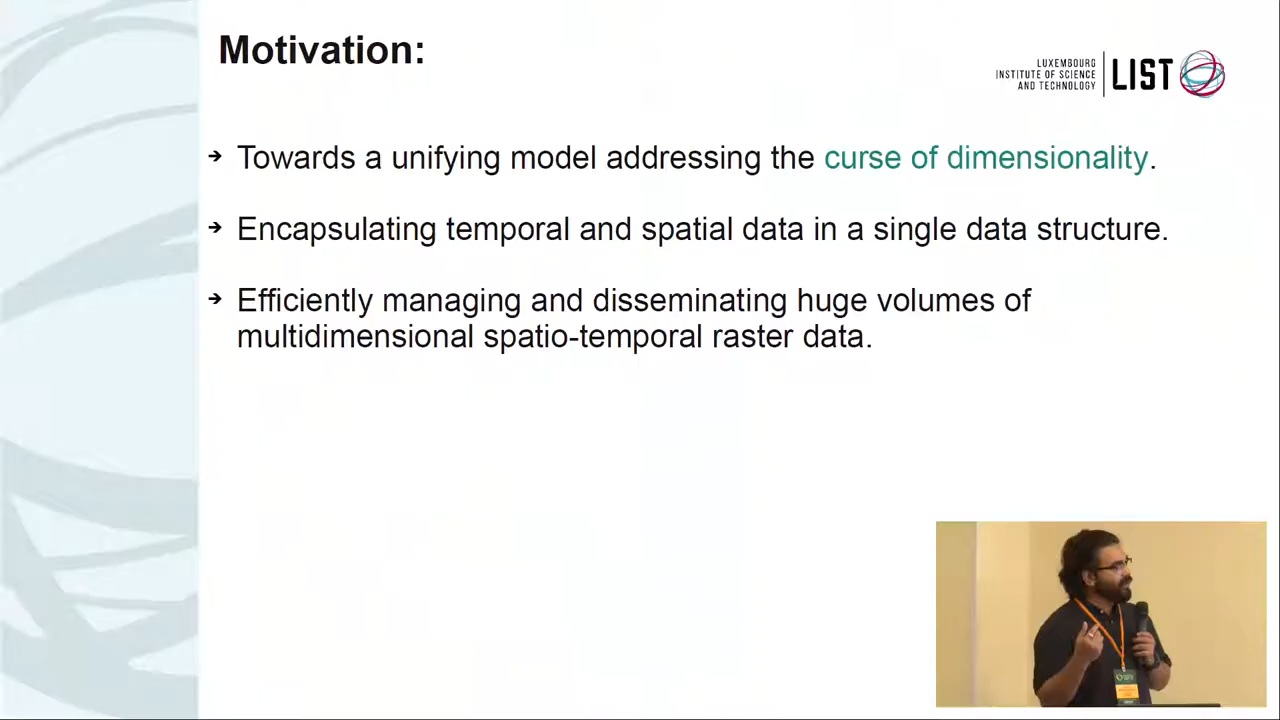 Motivation:
LUXEMBOURG
INSTITUTE OF SCIENCE
AND TECHNOLOGY
LIST
➔ Towards a unifying model addressing the curse of dimensionality.
➔ Encapsulating temporal and spatial data in a single data structure.
➔ Efficiently managing and disseminating huge volumes of
multidimensional spatio-temporal raster data.